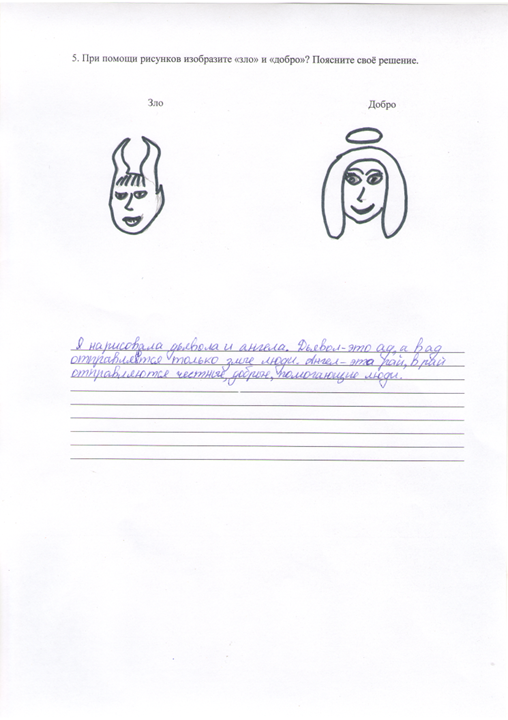 5. При помощи рисунков изобразите «зло» и «добро»? Поясните своё решение.
Зло Добро
Я нарисовала дьявола и ангела. Дьявол-это ад, а в ад
отправляется только злые люди. Ангел-это рай, в рай
отправляются честные, добрые, помогающие люди.